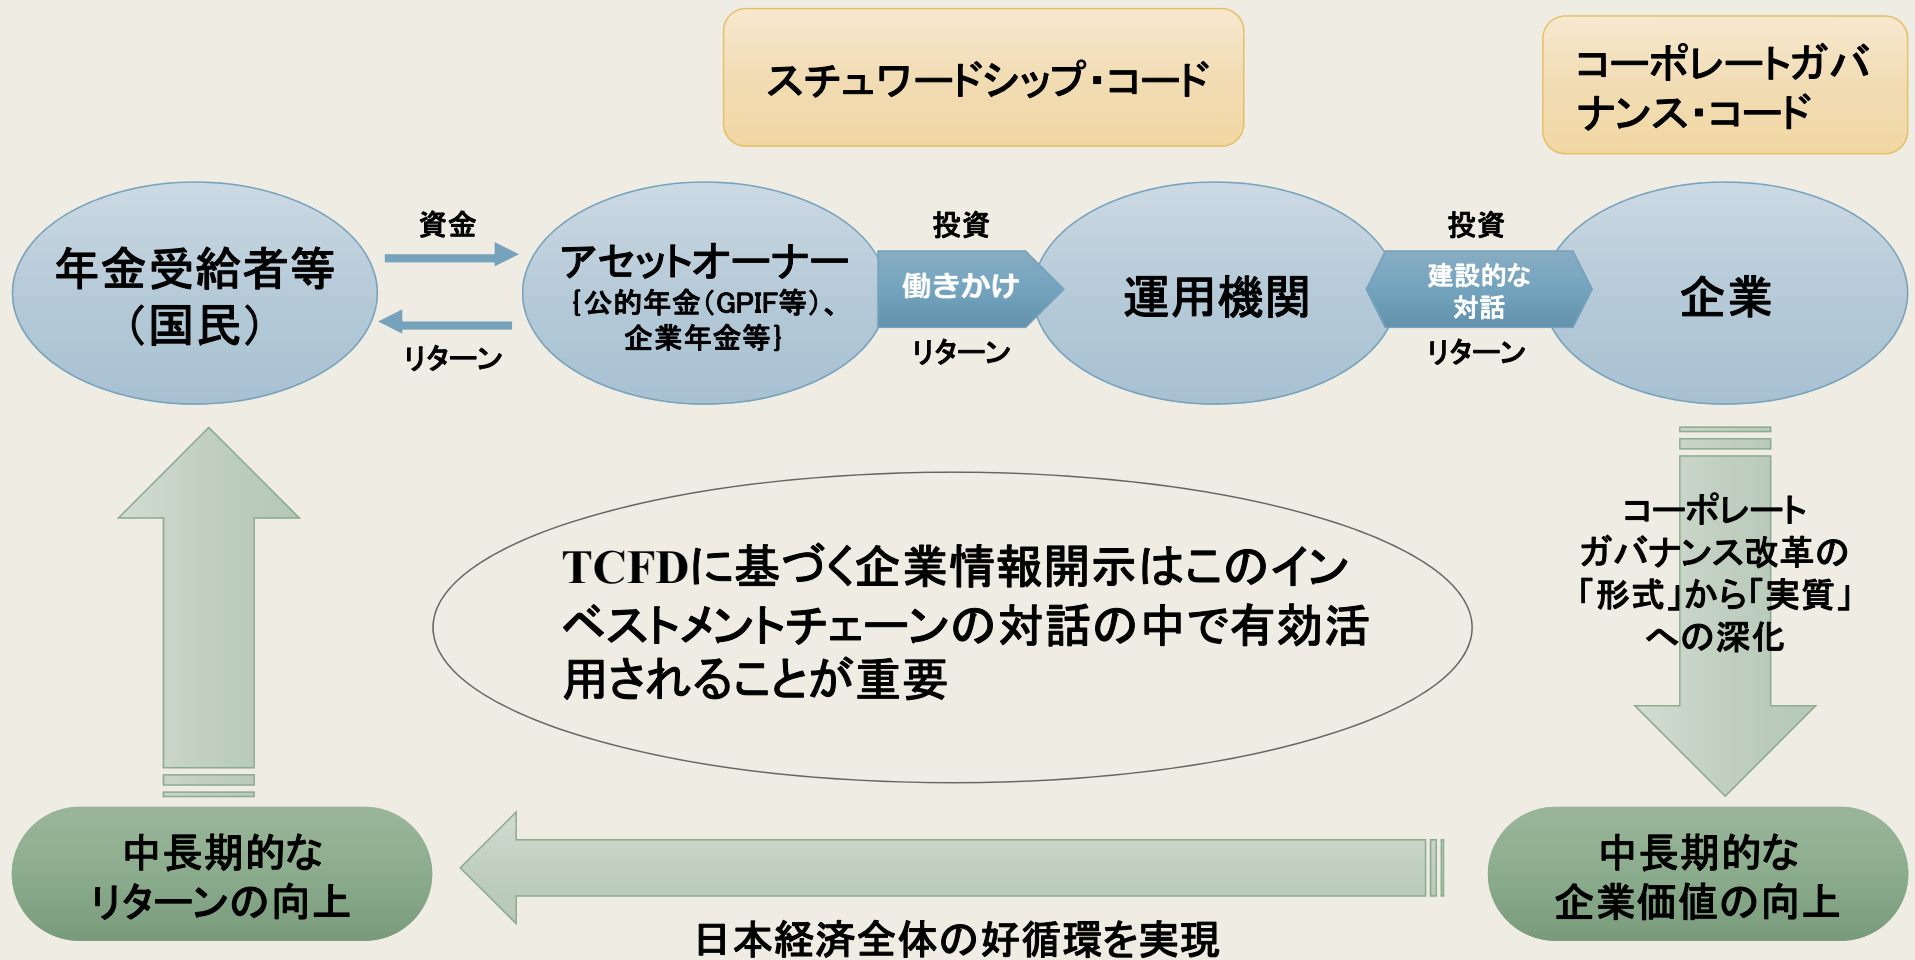 スチュワードシップ・コード
コーポレートガバ
ナンス・コード
年金受給者等
（国民）
資金
リターン
アセットオーナー
｛公的年金（GPIF等）、
企業年金等｝
投資
働きかけ
リターン
運用機関
投資
建設的な
対話
リターン
企業
TCFDに基づく企業情報開示はこのイン
ベストメントチェーンの対話の中で有効活
用されることが重要
コーポレート
ガバナンス改革の
「形式」から「実質」
への深化
中長期的な
リターンの向上
中長期的な
企業価値の向上
日本経済全体の好循環を実現